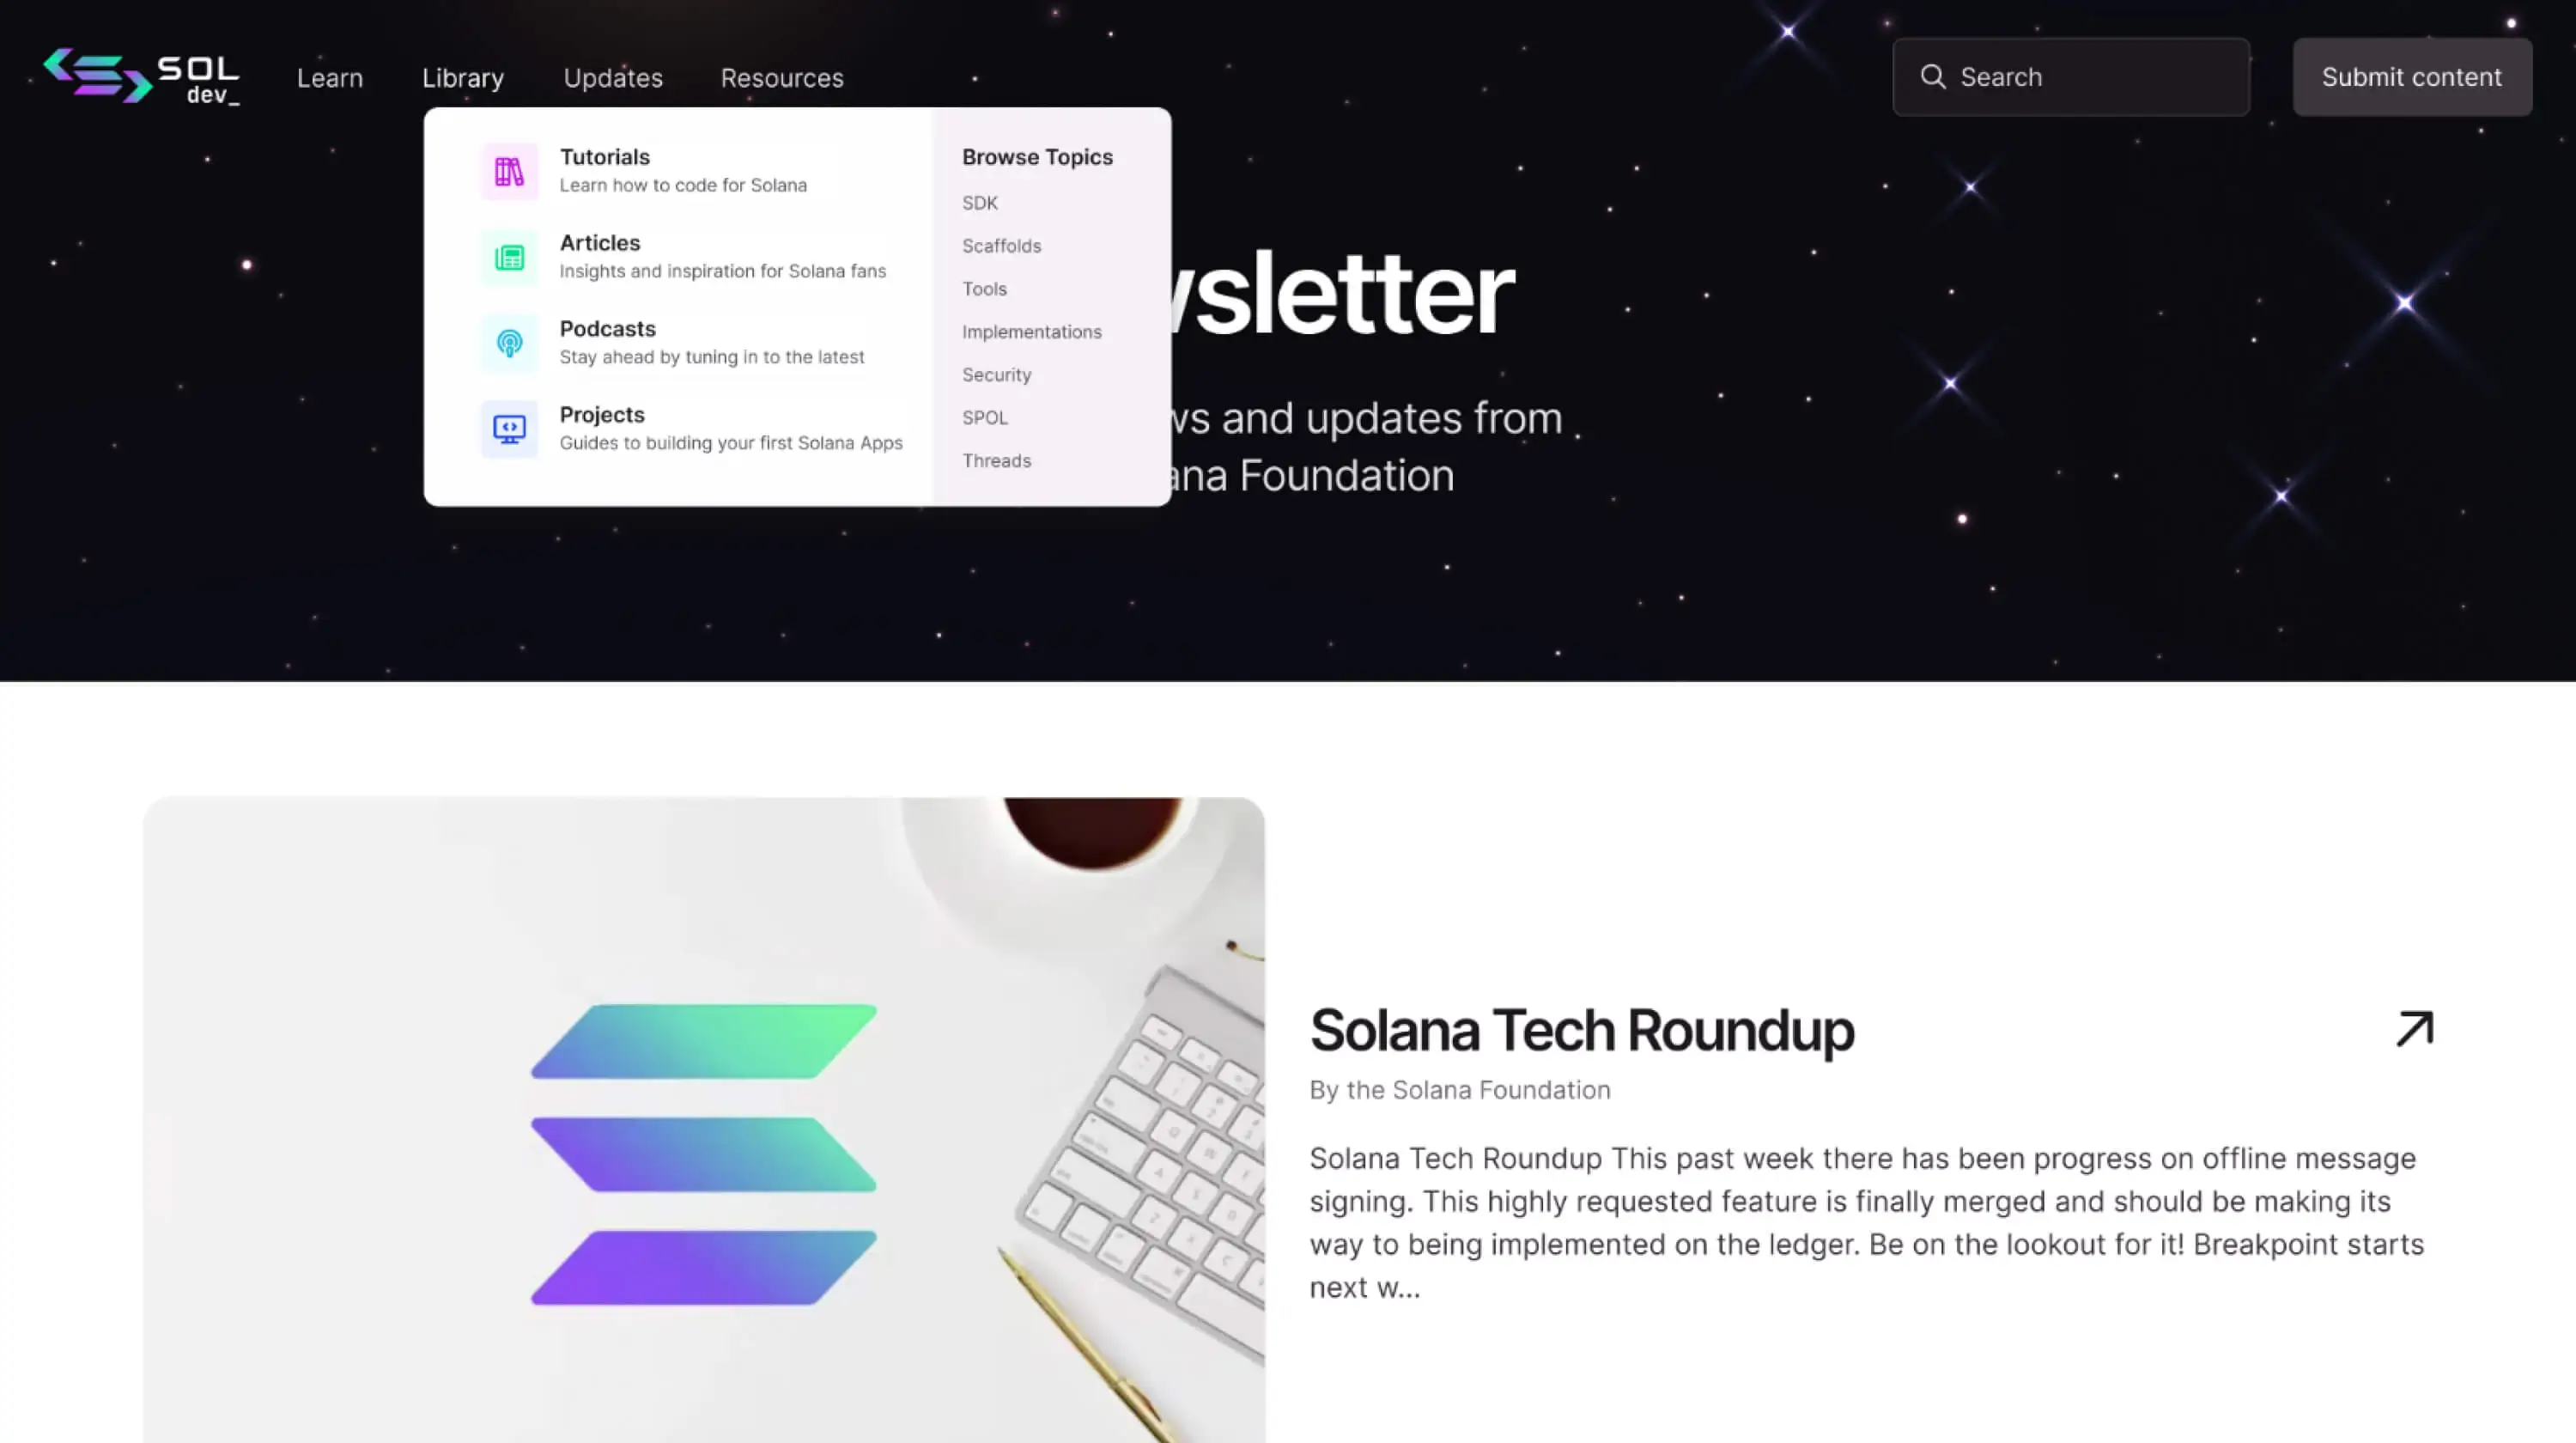 SOL
dev_
Learn
Library
Updates
Resources
Search
Submit content
Tutorials
Learn how to code for Solana
Articles
Insights and inspiration for Solana fans
Podcasts
Stay ahead by tuning in to the latest
Projects
Guides to building your first Solana Apps
Browse Topics
SDK
Scaffolds
Tools
Implementations
Security
SPOL
Threads
wsletter
ws and updates from
ana Foundation
Solana Tech Roundup
By the Solana Foundation
Solana Tech Roundup This past week there has been progress on offline message
signing. This highly requested feature is finally merged and should be making its
way to being implemented on the ledger. Be on the lookout for it! Breakpoint starts
next w...